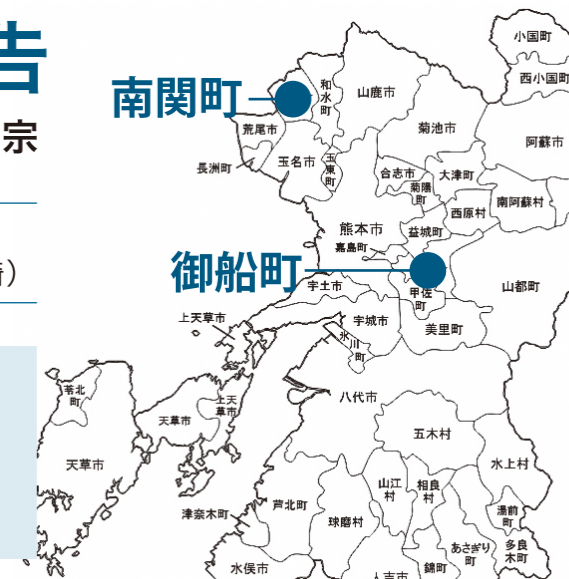 告
宗
南関町
御船町
小国町
西小国町
和水町
山鹿市
荒尾市
菊池市
阿蘇市
長洲町
玉名市
玉東町
合志市
菊陽町
大津町
西原村
南阿蘇村
熊本市
嘉島町
益城町
宇土市
甲佐町
山都町
上天草市
宇城市
美里町
氷川町
苓北町
天草市
上天草市
八代市
天草市
五木村
水上村
山江村
相良村
湯前町
芦北町
津奈木町
球磨村
あさぎり町
多良木町
水俣市
人吉市
錦町